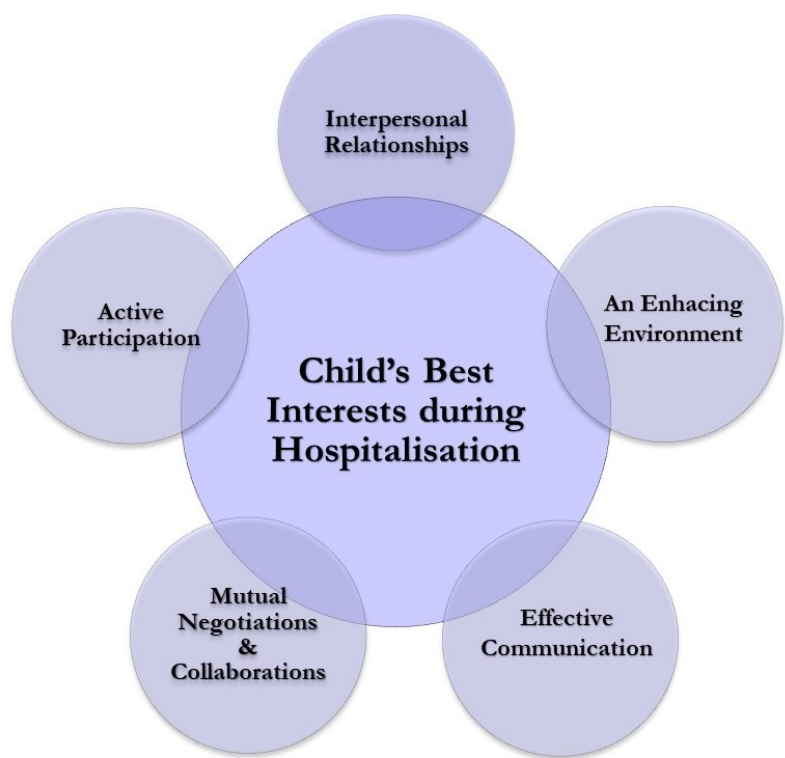 Interpersonal
Relationships
An Enhacing
Environment
Active
Participation
Child's Best
Interests during
Hospitalisation
Mutual
Negotiations
&
Collaborations
Effective
Communication